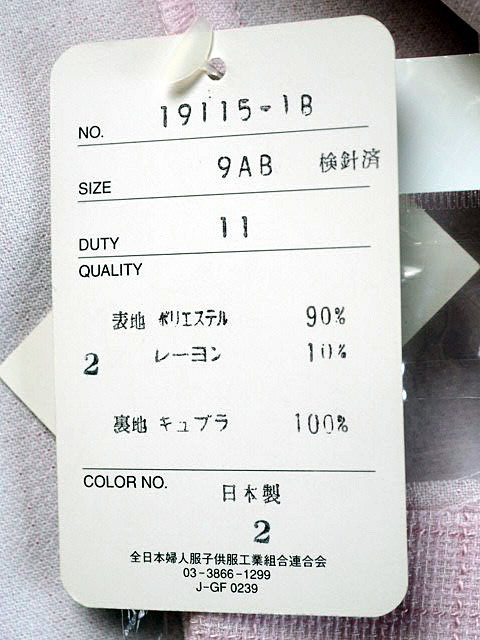 NO. 19115-1B
SIZE 9AB 検針済
DUTY 11
QUALITY
表地 ポリエステル 90%
2 レーヨン 10%
裏地 キュプラ 100%
COLOR NO.
日本製
2
全日本婦人服子供服工業組合連合会
03-3866-1299
J-GF 0239